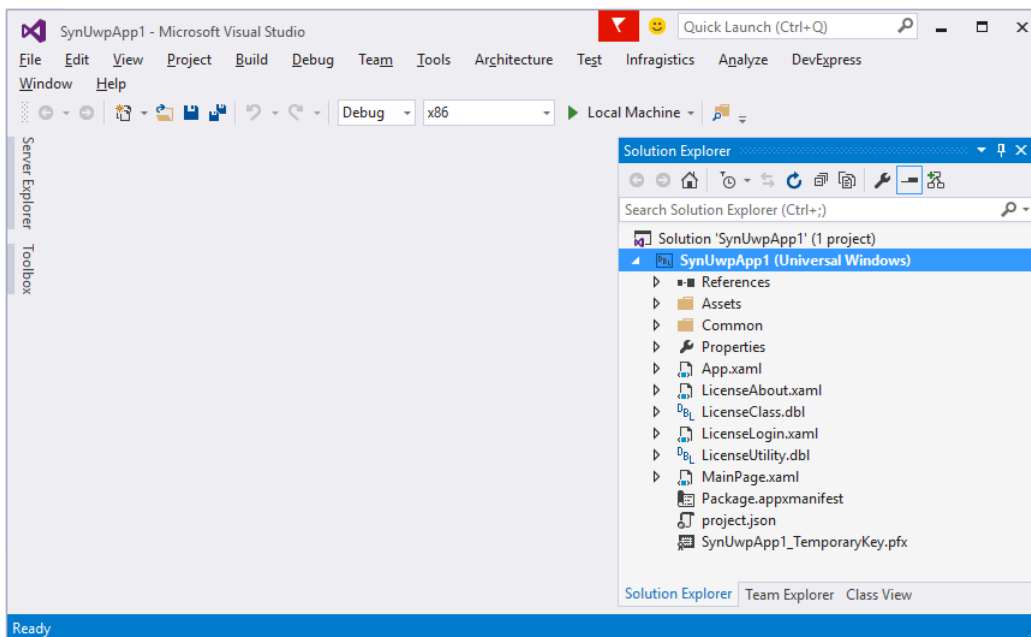 SynUwpApp1 - Microsoft Visual Studio
Quick Launch (Ctrl+Q)
File Edit View Project Build Debug Team Tools Architecture Test Infragistics Analyze DevExpress
Window Help
Debug x86 Local Machine
Server Explorer
Toolbox
Solution Explorer
Search Solution Explorer (Ctrl+;)
Solution 'SynUwpApp1' (1 project)
DBL SynUwpApp1 (Universal Windows)
References
Assets
Common
Properties
App.xaml
LicenseAbout.xaml
DBL LicenseClass.dbl
LicenseLogin.xaml
DBL LicenseUtility.dbl
MainPage.xaml
Package.appxmanifest
project.json
SynUwpApp1_TemporaryKey.pfx
Solution Explorer Team Explorer Class View
Ready